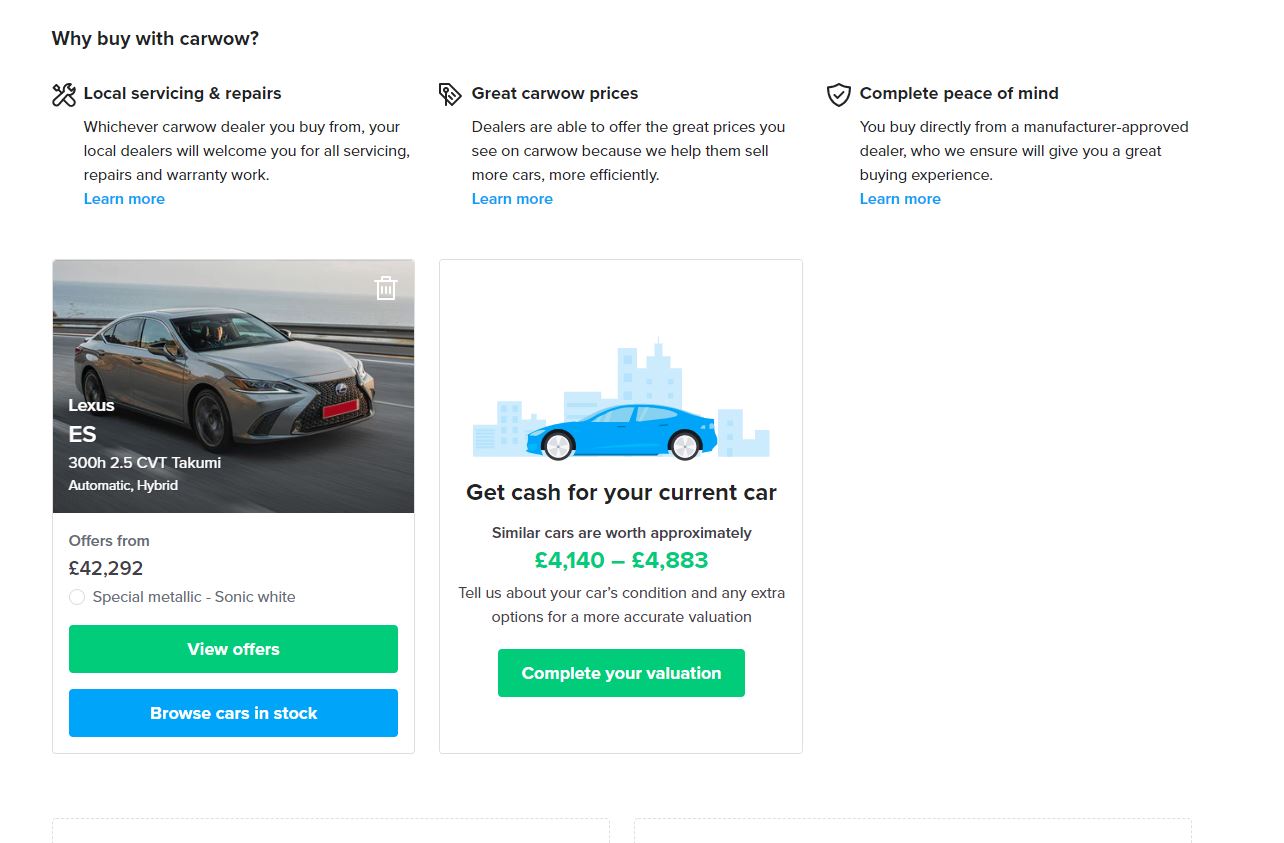 Why buy with carwow?
Local servicing & repairs
Whichever carwow dealer you buy from, your
local dealers will welcome you for all servicing,
repairs and warranty work.
Learn more
Great carwow prices
Dealers are able to offer the great prices you
see on carwow because we help them sell
more cars, more efficiently.
Learn more
Complete peace of mind
You buy directly from a manufacturer-approved
dealer, who we ensure will give you a great
buying experience.
Learn more
Lexus
ES
300h 2.5 CVT Takumi
Automatic, Hybrid
Offers from
£42,292
Special metallic - Sonic white
View offers
Browse cars in stock
Get cash for your current car
Similar cars are worth approximately
£4,140 – £4,883
Tell us about your car’s condition and any extra
options for a more accurate valuation
Complete your valuation